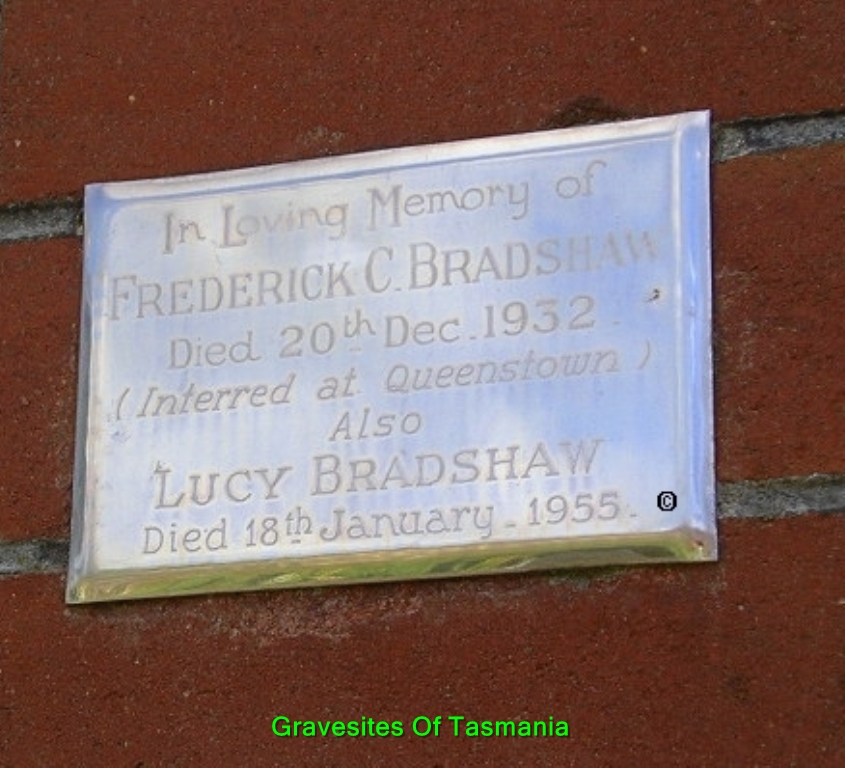 In Loving Memory of
FREDERICK C. BRADSHAW
Died 20th Dec. 1932
(Interred at Queenstown)
Also
LUCY BRADSHAW
Died 18th January - 1955.
©
Gravesites Of Tasmania